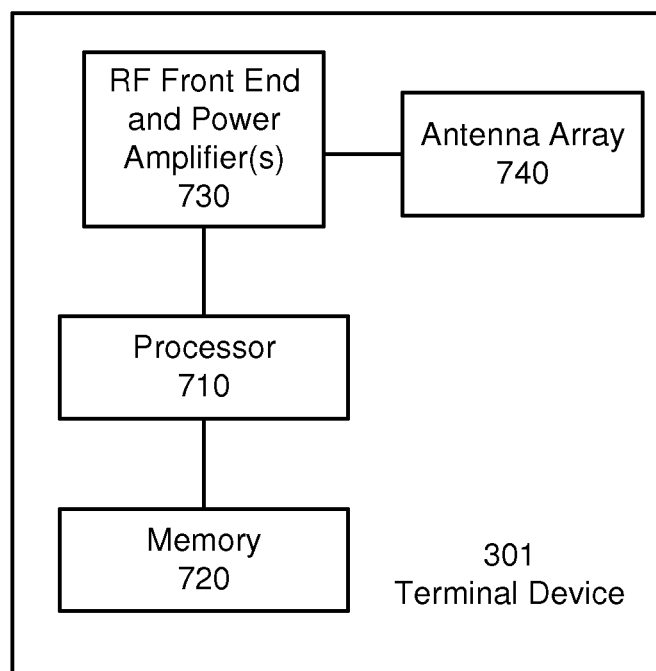 RF Front End
and Power
Amplifier(s)
730
Antenna Array
740
Processor
710
Memory
720
301
Terminal Device